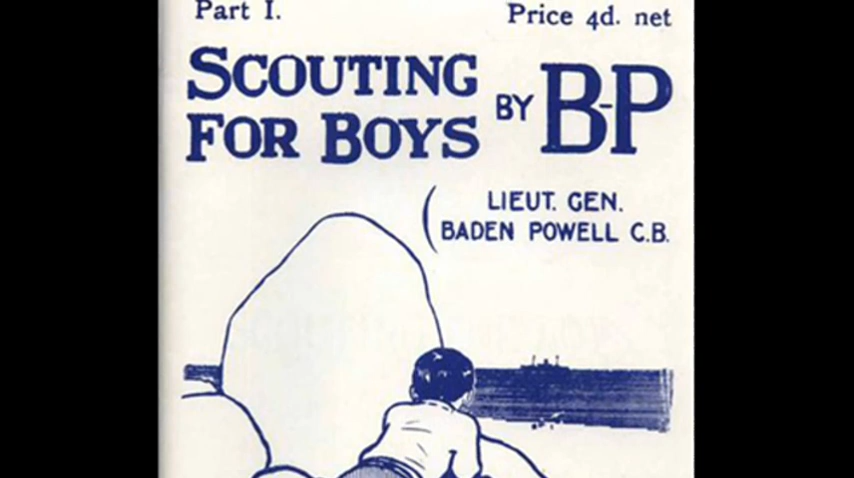 Part I. Price 4d. net
SCOUTING
FOR BOYS BY B-P
(LIEUT. GEN.
BADEN POWELL C.B.